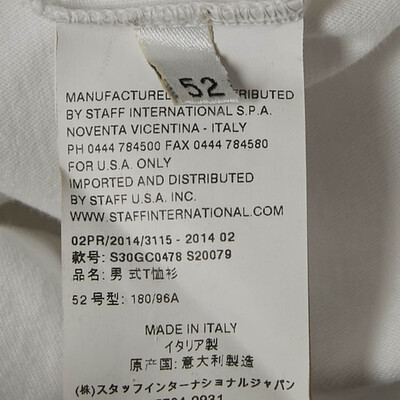 52
MANUFACTURED DISTRIBUTED
BY STAFF INTERNATIONAL S.P.A.
NOVENTA VICENTINA - ITALY
PH 0444 784500 FAX 0444 784580
FOR U.S.A. ONLY
IMPORTED AND DISTRIBUTED
BY STAFF U.S.A. INC.
WWW.STAFFINTERNATIONAL.COM
02PR/2014/3115 - 2014 02
款号: S30GC0478 S20079
品名: 男 式T恤衫
52 号型: 180/96A
MADE IN ITALY
イタリア製
原产国: 意大利製造
(株)スタッフインターナショナルジャパン